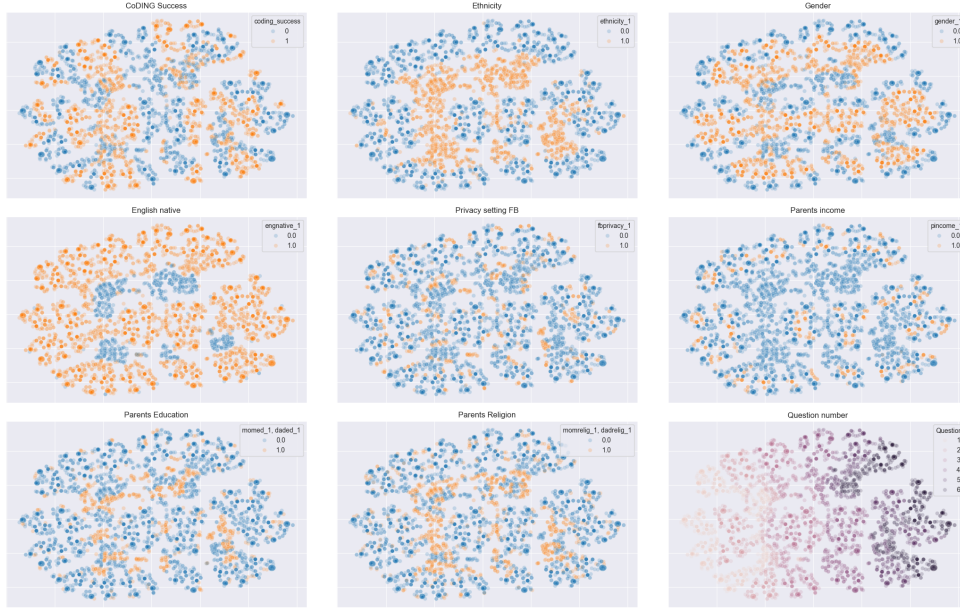 CoDING Success
coding_success
0
1
Ethnicity
ethnicity_1
0.0
1.0
Gender
gender_1
0.0
1.0
English native
engnative_1
0.0
1.0
Privacy setting FB
fbprivacy_1
0.0
1.0
Parents income
pincome_1
0.0
1.0
Parents Education
momed_1, daded_1
0.0
1.0
Parents Religion
momrelig_1, dadrelig_1
0.0
1.0
Question number
Question
1
2
3
4
5
6